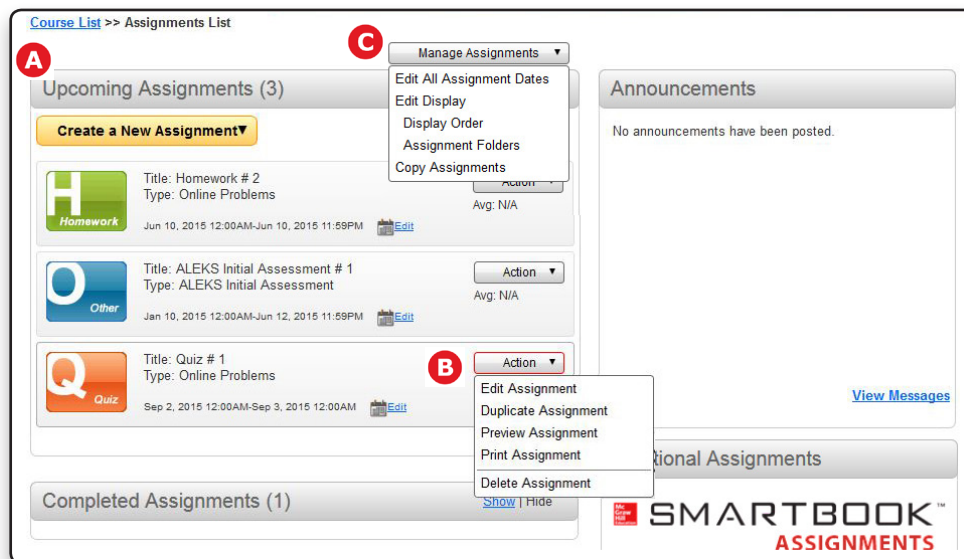 Course List >> Assignments List
C
Manage Assignments ▼
A
Edit All Assignment Dates
Edit Display
Display Order
Assignment Folders
Copy Assignments
Upcoming Assignments (3)
Create a New Assignment▼
H
Homework
Title: Homework # 2
Type: Online Problems
Jun 10, 2015 12:00AM-Jun 10, 2015 11:59PM Edit
Action ▼
Avg: N/A
O
Other
Title: ALEKS Initial Assessment # 1
Type: ALEKS Initial Assessment
Jan 10, 2015 12:00AM-Jun 12, 2015 11:59PM Edit
Action ▼
Avg: N/A
Q
Quiz
Title: Quiz # 1
Type: Online Problems
Sep 2, 2015 12:00AM-Sep 3, 2015 12:00AM Edit
B
Action ▼
Edit Assignment
Duplicate Assignment
Preview Assignment
Print Assignment
Delete Assignment
Completed Assignments (1)
Show | Hide
Announcements
No announcements have been posted.
View Messages
tional Assignments
Mc
Graw
Hill
Education
SMARTBOOK™
ASSIGNMENTS